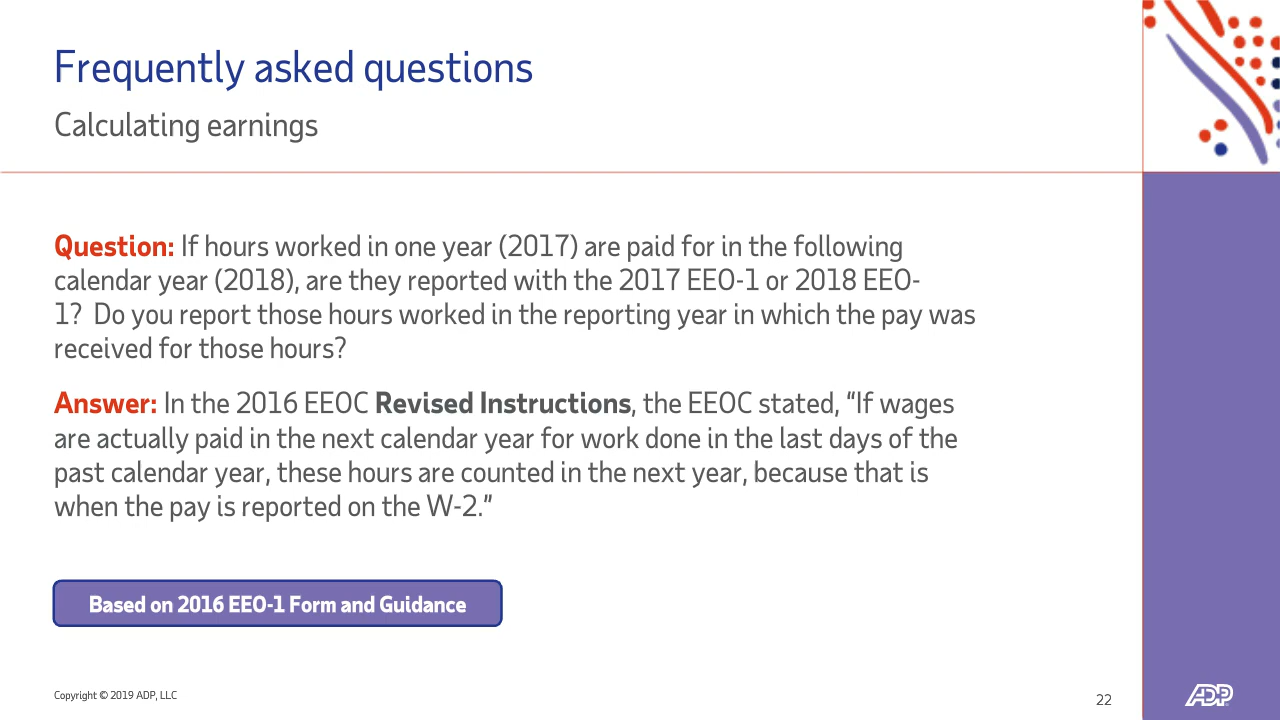 Frequently asked questions
Calculating earnings
Question: If hours worked in one year (2017) are paid for in the following
calendar year (2018), are they reported with the 2017 EEO-1 or 2018 EEO-
1?  Do you report those hours worked in the reporting year in which the pay was
received for those hours?
Answer: In the 2016 EEOC Revised Instructions, the EEOC stated, “If wages
are actually paid in the next calendar year for work done in the last days of the
past calendar year, these hours are counted in the next year, because that is
when the pay is reported on the W-2.”
Based on 2016 EEO-1 Form and Guidance
Copyright © 2019 ADP, LLC
22
ADP